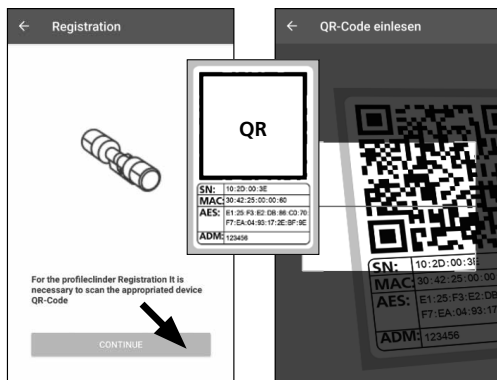 ← Registration
For the profileclinder Registration It is
necessary to scan the appropriated device
QR-Code
CONTINUE
QR
SN: 10:2D:00:3E
MAC: 30:42:25:00:00:60
AES: E1:25:F3:E2:DB:86:C0:70:
F7:EA:04:93:17:2E:BF:9E
ADM: 123456
← QR-Code einlesen
SN: 10:2D:00:3E
MAC: 30:42:25:00:00
AES: E1:25:F3:E2:DB
F7:EA:04:93:17
ADM: 123456